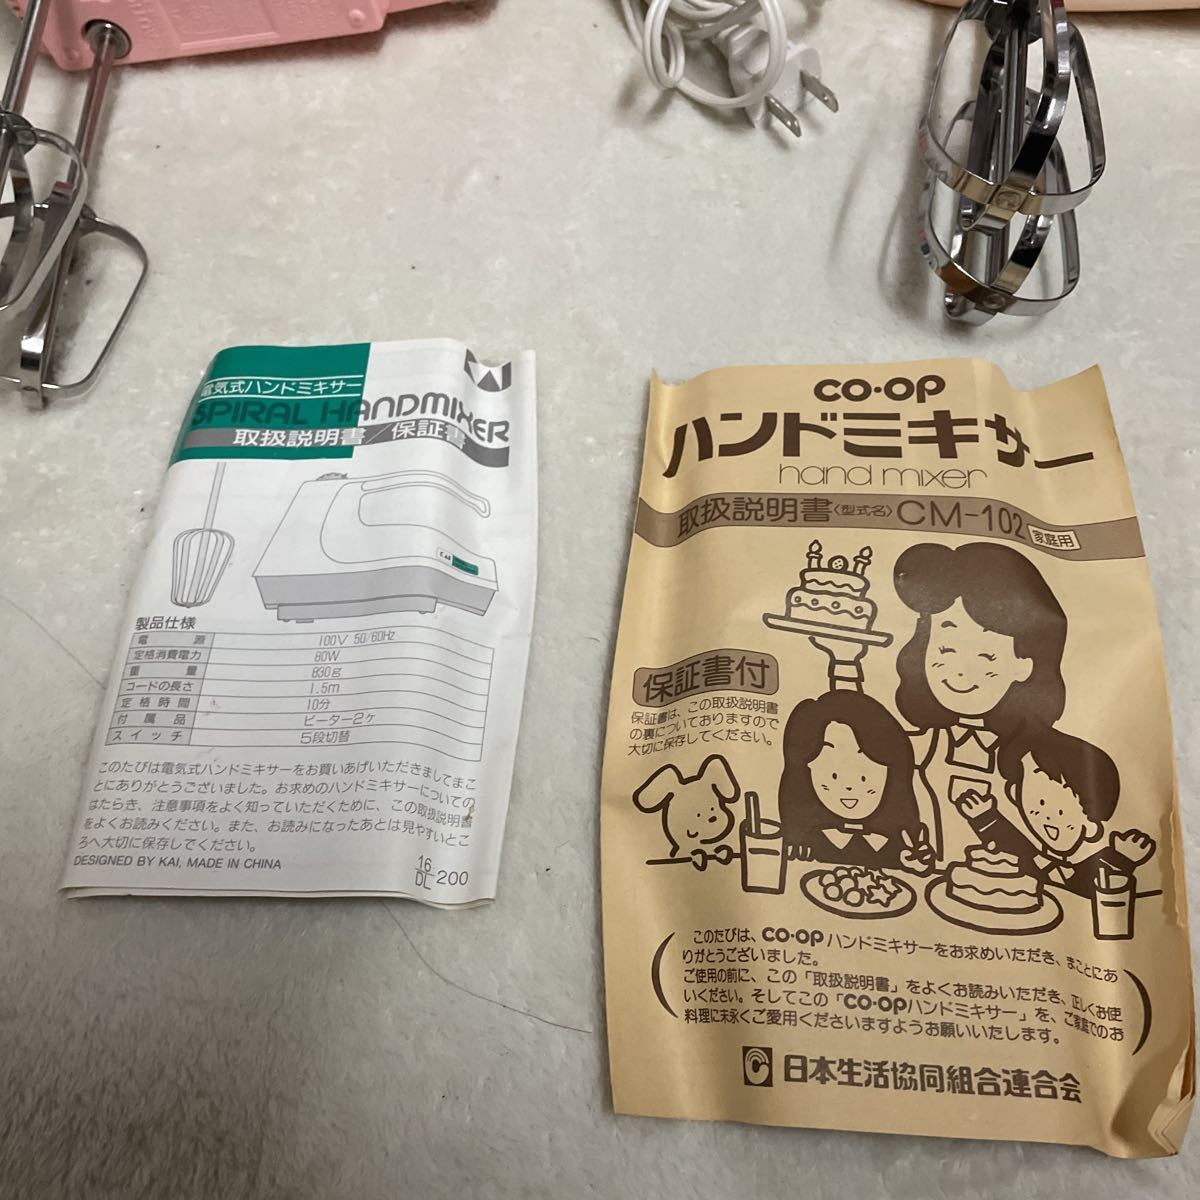 電気式ハンドミキサー
SPIRAL HANDMIXER
取扱説明書/保証書
KAI
製品仕様
電源 100V 50/60Hz
定格消費電力 80W
重量 830g
コードの長さ 1.5m
定格時間 10分
付属品 ビーター2ケ
スイッチ 5段切替
このたびは電気式ハンドミキサーをお買いあげいただきましてまこ
とにありがとうございました。お求めのハンドミキサーについての
はたらき、注意事項をよく知っていただくために、この取扱説明書
をよくお読みください。また、お読みになったあとは見やすいとこ
ろへ大切に保存してください。
DESIGNED BY KAI, MADE IN CHINA
16/DL 200
CO・OP
ハンドミキサー
hand mixer
取扱説明書〈型式名〉CM-102 家庭用
保証書付
保証書は、この取扱説明書
の裏についておりますので
大切に保存してください。
このたびは、CO・OPハンドミキサーをお求めいただき、まことにあ
りがとうございました。
ご使用の前に、この「取扱説明書」をよくお読みいただき、正しくお使
いください。そしてこの「CO・OPハンドミキサー」を、ご家庭でのお
料理に末永くご愛用くださいますようお願いいたします。
日本生活協同組合連合会